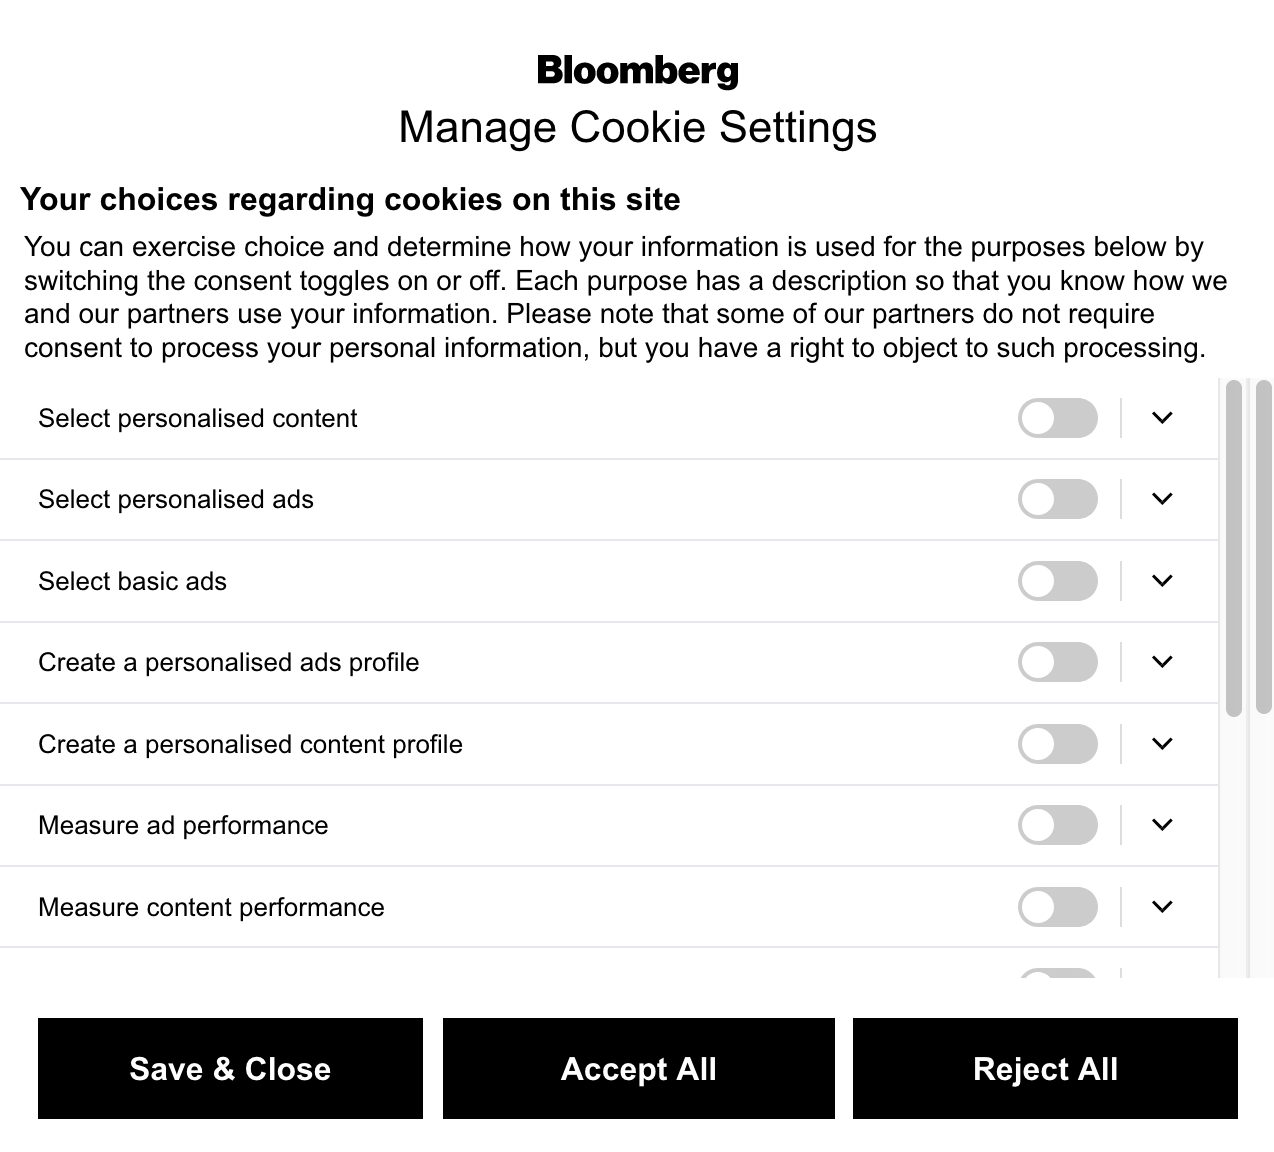 Bloomberg
Manage Cookie Settings
Your choices regarding cookies on this site
You can exercise choice and determine how your information is used for the purposes below by
switching the consent toggles on or off. Each purpose has a description so that you know how we
and our partners use your information. Please note that some of our partners do not require
consent to process your personal information, but you have a right to object to such processing.
Select personalised content
Select personalised ads
Select basic ads
Create a personalised ads profile
Create a personalised content profile
Measure ad performance
Measure content performance
Save & Close
Accept All
Reject All